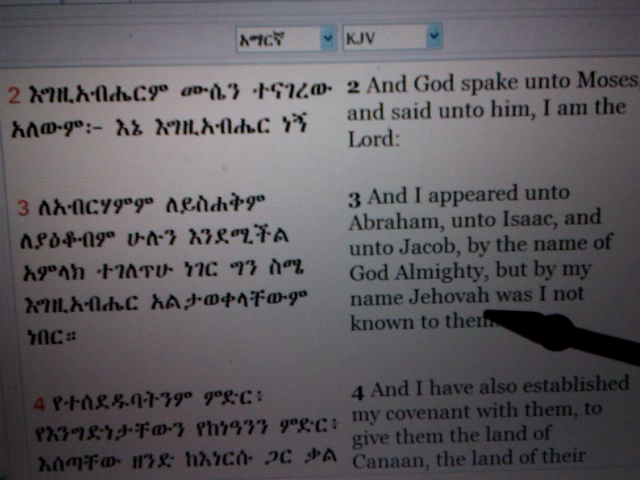 አማርኛ
KJV
2 እግዚአብሔርም ሙሴን ተናገረው
አለውም፡- እኔ እግዚአብሔር ነኝ
2 And God spake unto Moses
and said unto him, I am the
Lord:
3 ለአብርሃምም ለይስሐቅም
ለያዕቆብም ሁሉን እንደሚችል
አምላክ ተገለጥሁ ነገር ግን ስሜ
እግዚአብሔር አልታወቀላቸውም
ነበር።
3 And I appeared unto
Abraham, unto Isaac, and
unto Jacob, by the name of
God Almighty, but by my
name Jehovah was I not
known to them.
4 የተሰደዱባትንም ምድር፥
የእንግድነታቸውን የከነዓንን ምድር፥
እሰጣቸው ዘንድ ከእነርሱ ጋር ቃል
4 And I have also established
my covenant with them, to
give them the land of
Canaan, the land of their